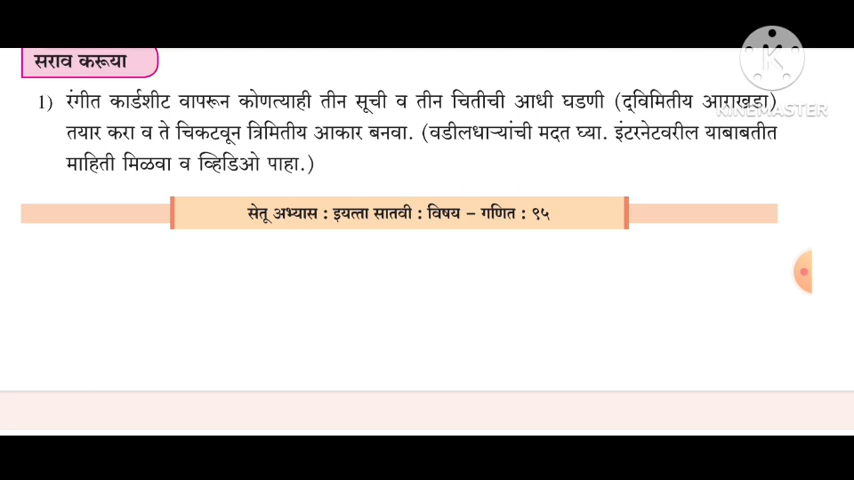 सराव करूया
K
KINEMASTER
1) रंगीत कार्डशीट वापरून कोणत्याही तीन सूची व तीन चितीची आधी घडणी (द्विमितीय आराखडा)
तयार करा व ते चिकटवून त्रिमितीय आकार बनवा. (वडीलधाऱ्यांची मदत घ्या. इंटरनेटवरील याबाबतीत
माहिती मिळवा व व्हिडिओ पाहा.)
सेतू अभ्यास : इयत्ता सातवी : विषय – गणित : ९५